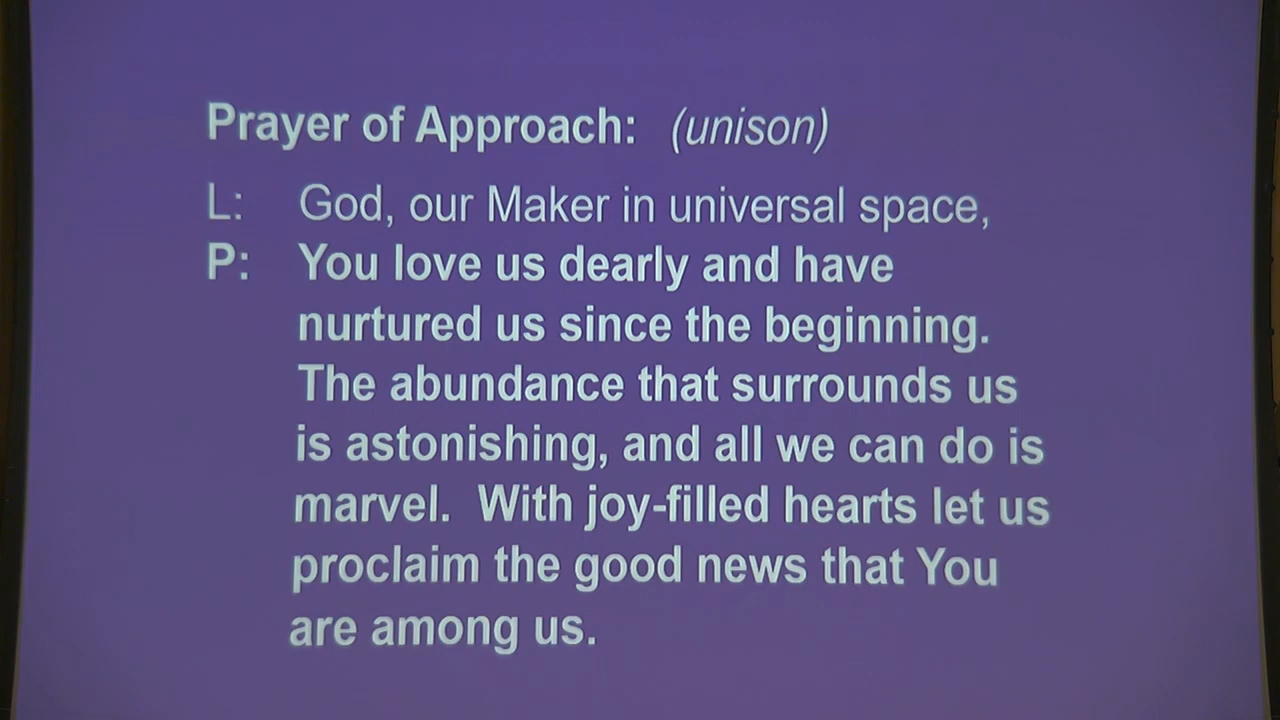 Prayer of Approach: (unison)
L: God, our Maker in universal space,
P: You love us dearly and have
nurtured us since the beginning.
The abundance that surrounds us
is astonishing, and all we can do is
marvel. With joy-filled hearts let us
proclaim the good news that You
are among us.